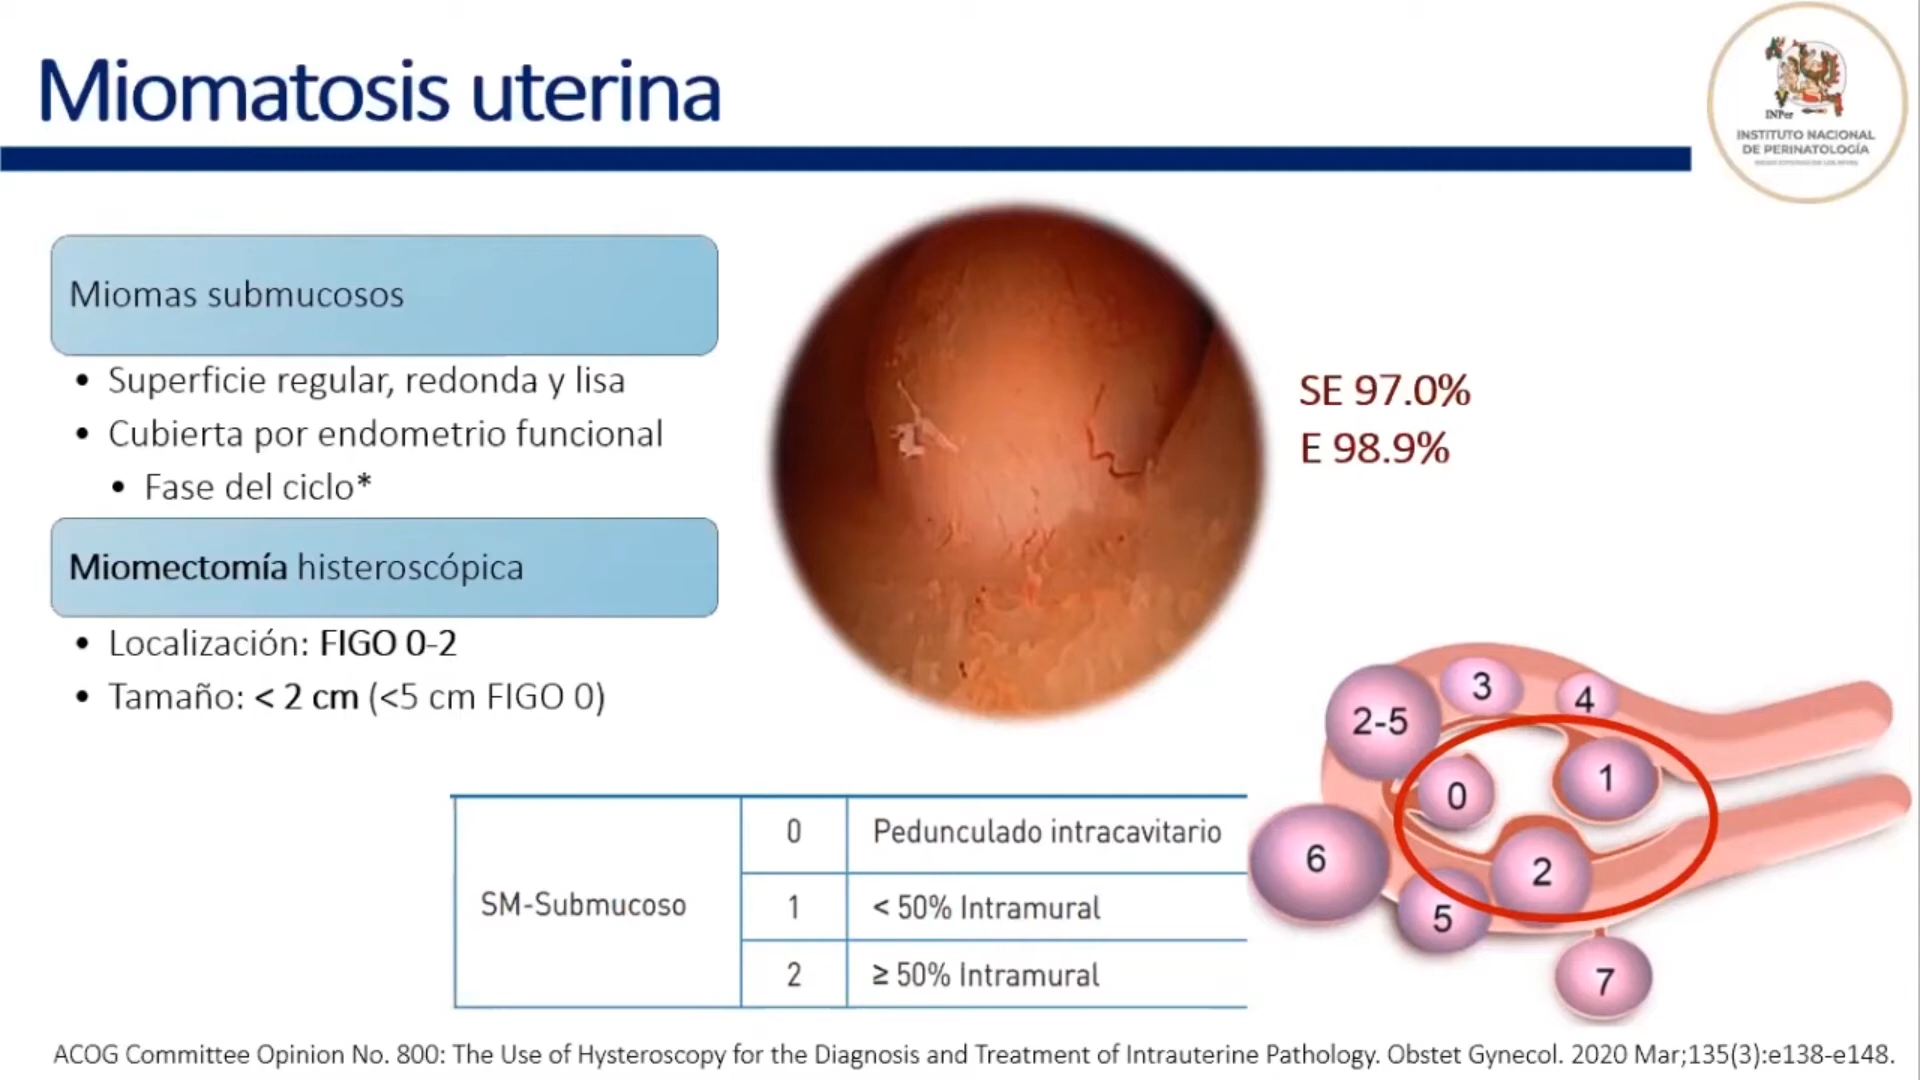 Miomatosis uterina
INPer
INSTITUTO NACIONAL
DE PERINATOLOGÍA
Miomas submucosos
• Superficie regular, redonda y lisa
• Cubierta por endometrio funcional
• Fase del ciclo*
Miomectomía histeroscópica
• Localización: FIGO 0-2
• Tamaño: < 2 cm (<5 cm FIGO 0)
SE 97.0%
E 98.9%
SM-Submucoso
0 Pedunculado intracavitario
1 < 50% Intramural
2 ≥ 50% Intramural
3
4
2-5
1
0
6
2
5
7
ACOG Committee Opinion No. 800: The Use of Hysteroscopy for the Diagnosis and Treatment of Intrauterine Pathology. Obstet Gynecol. 2020 Mar;135(3):e138-e148.